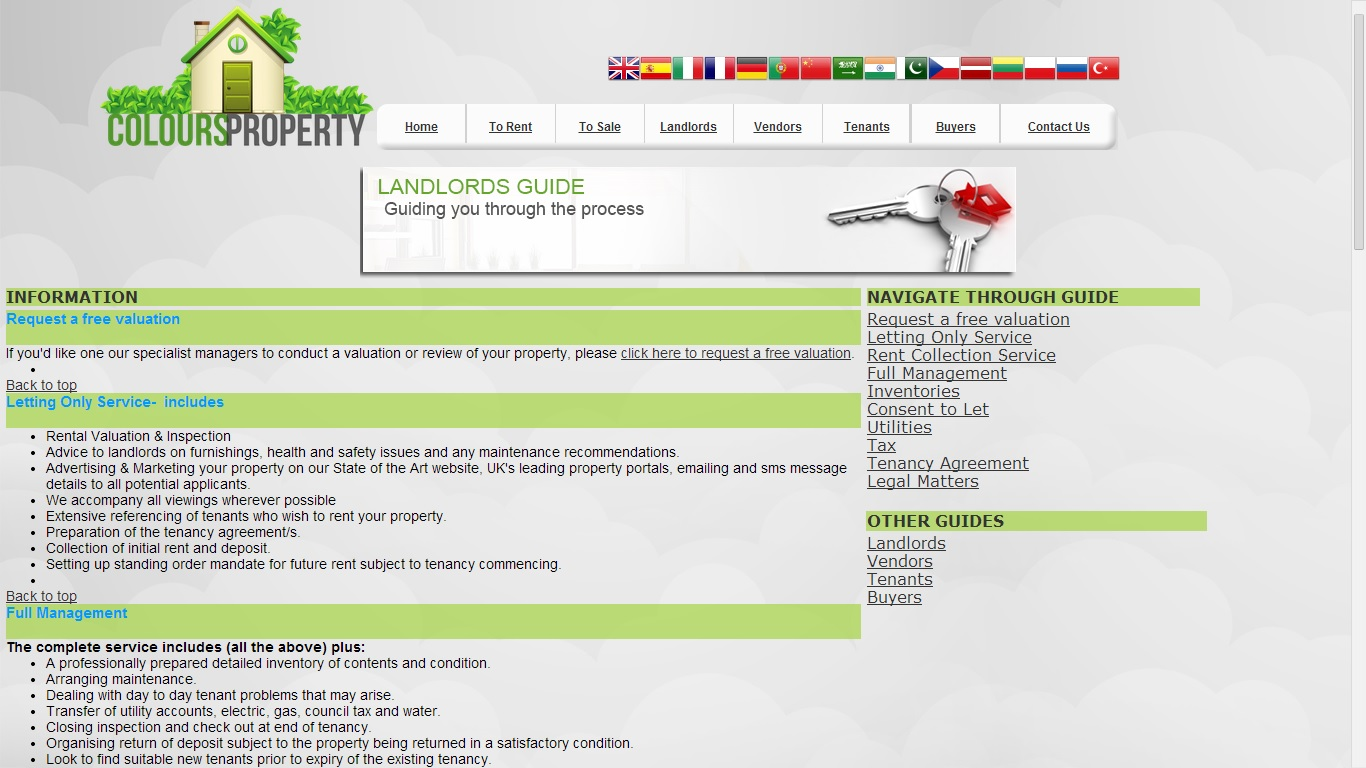 COLOURSPROPERTY
Home To Rent To Sale Landlords Vendors Tenants Buyers Contact Us
LANDLORDS GUIDE
Guiding you through the process
INFORMATION
Request a free valuation
If you'd like one our specialist managers to conduct a valuation or review of your property, please click here to request a free valuation.
Back to top
Letting Only Service-  includes
Rental Valuation & Inspection
Advice to landlords on furnishings, health and safety issues and any maintenance recommendations.
Advertising & Marketing your property on our State of the Art website, UK's leading property portals, emailing and sms message
details to all potential applicants.
We accompany all viewings wherever possible
Extensive referencing of tenants who wish to rent your property.
Preparation of the tenancy agreement/s.
Collection of initial rent and deposit.
Setting up standing order mandate for future rent subject to tenancy commencing.
Back to top
Full Management
The complete service includes (all the above) plus:
A professionally prepared detailed inventory of contents and condition.
Arranging maintenance.
Dealing with day to day tenant problems that may arise.
Transfer of utility accounts, electric, gas, council tax and water.
Closing inspection and check out at end of tenancy.
Organising return of deposit subject to the property being returned in a satisfactory condition.
Look to find suitable new tenants prior to expiry of the existing tenancy.
NAVIGATE THROUGH GUIDE
Request a free valuation
Letting Only Service
Rent Collection Service
Full Management
Inventories
Consent to Let
Utilities
Tax
Tenancy Agreement
Legal Matters
OTHER GUIDES
Landlords
Vendors
Tenants
Buyers